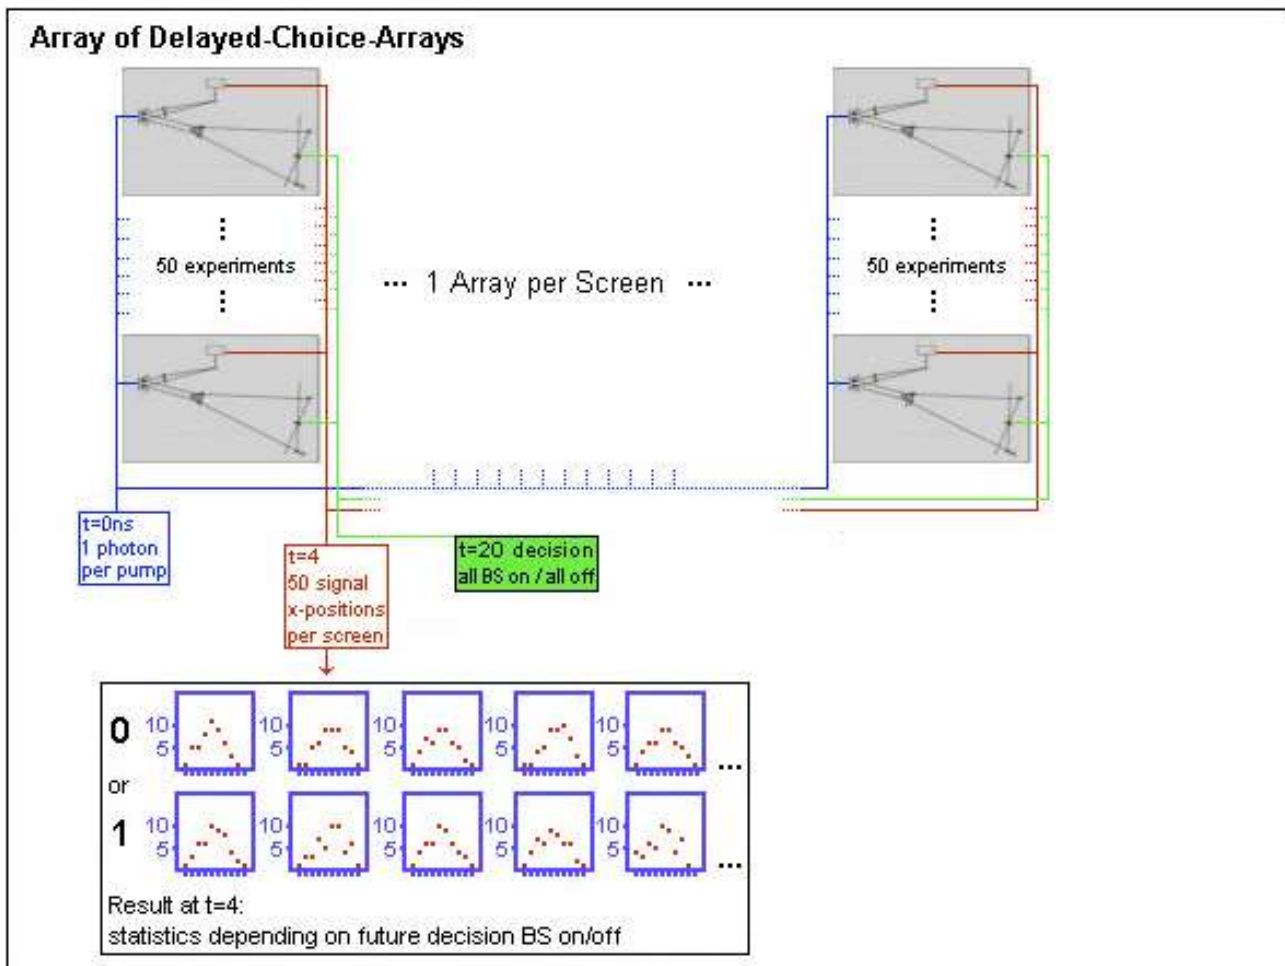 Array of Delayed-Choice-Arrays
50 experiments
... 1 Array per Screen ...
50 experiments
t=0ns
1 photon
per pump
t=4
50 signal
x-positions
per screen
t=20 decision
all BS on / all off
0
10
5
10
5
10
5
10
5
10
5
...
or
1
10
5
10
5
10
5
10
5
10
5
...
Result at t=4:
statistics depending on future decision BS on/off